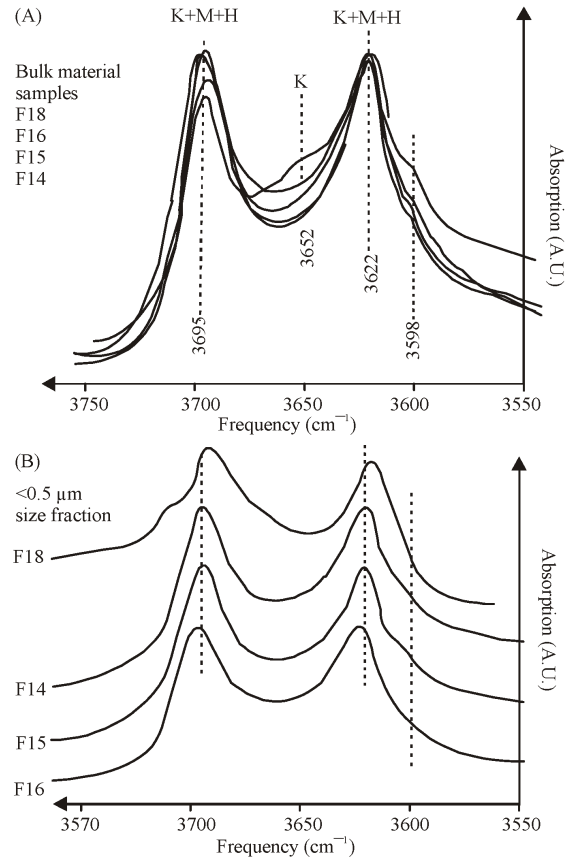 (A)
K+M+H K+M+H
K
Bulk material
samples
F18
F16
F15
F14
Absorption (A.U.)
3695
3652
3622
3598
3750 3700 3650 3600 3550
Frequency (cm⁻¹)
(B)
<0.5 µm
size fraction
F18
F14
F15
F16
Absorption (A.U.)
3570 3700 3650 3600 3550
Frequency (cm⁻¹)